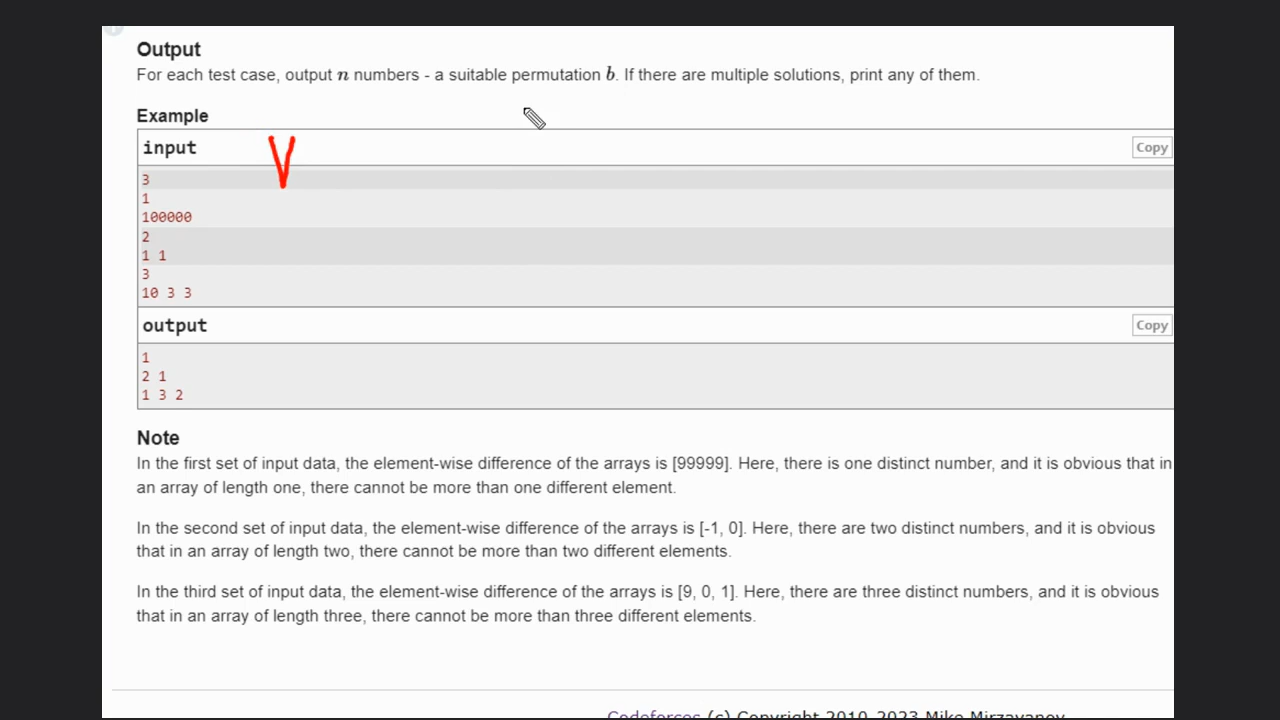 Output
For each test case, output n numbers - a suitable permutation b. If there are multiple solutions, print any of them.
Example
input
Copy
3
1
100000
2
1 1
3
10 3 3
output
Copy
1
2 1
1 3 2
Note
In the first set of input data, the element-wise difference of the arrays is [99999]. Here, there is one distinct number, and it is obvious that in
an array of length one, there cannot be more than one different element.
In the second set of input data, the element-wise difference of the arrays is [-1, 0]. Here, there are two distinct numbers, and it is obvious
that in an array of length two, there cannot be more than two different elements.
In the third set of input data, the element-wise difference of the arrays is [9, 0, 1]. Here, there are three distinct numbers, and it is obvious
that in an array of length three, there cannot be more than three different elements.
Codeforces (c) Copyright 2010-2023 Mike Mirzayanov